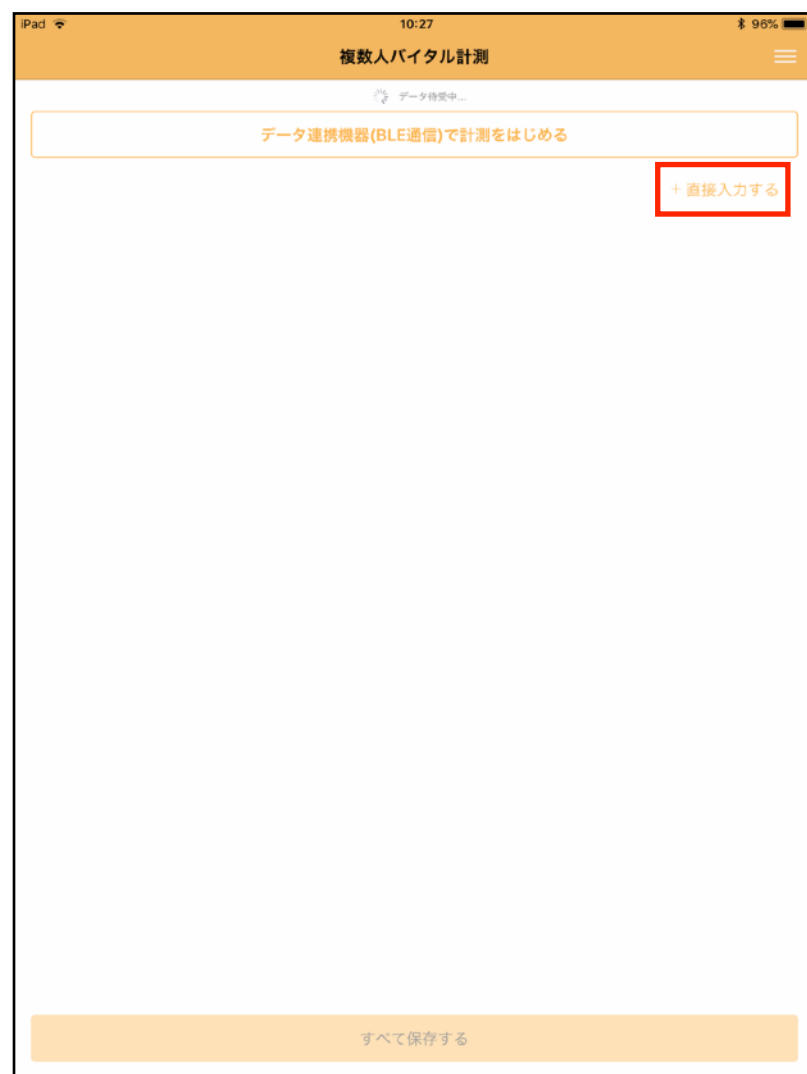 iPad 10:27 96%
複数人バイタル計測
データ待受中...
データ連携機器(BLE通信)で計測をはじめる
+ 直接入力する
すべて保存する